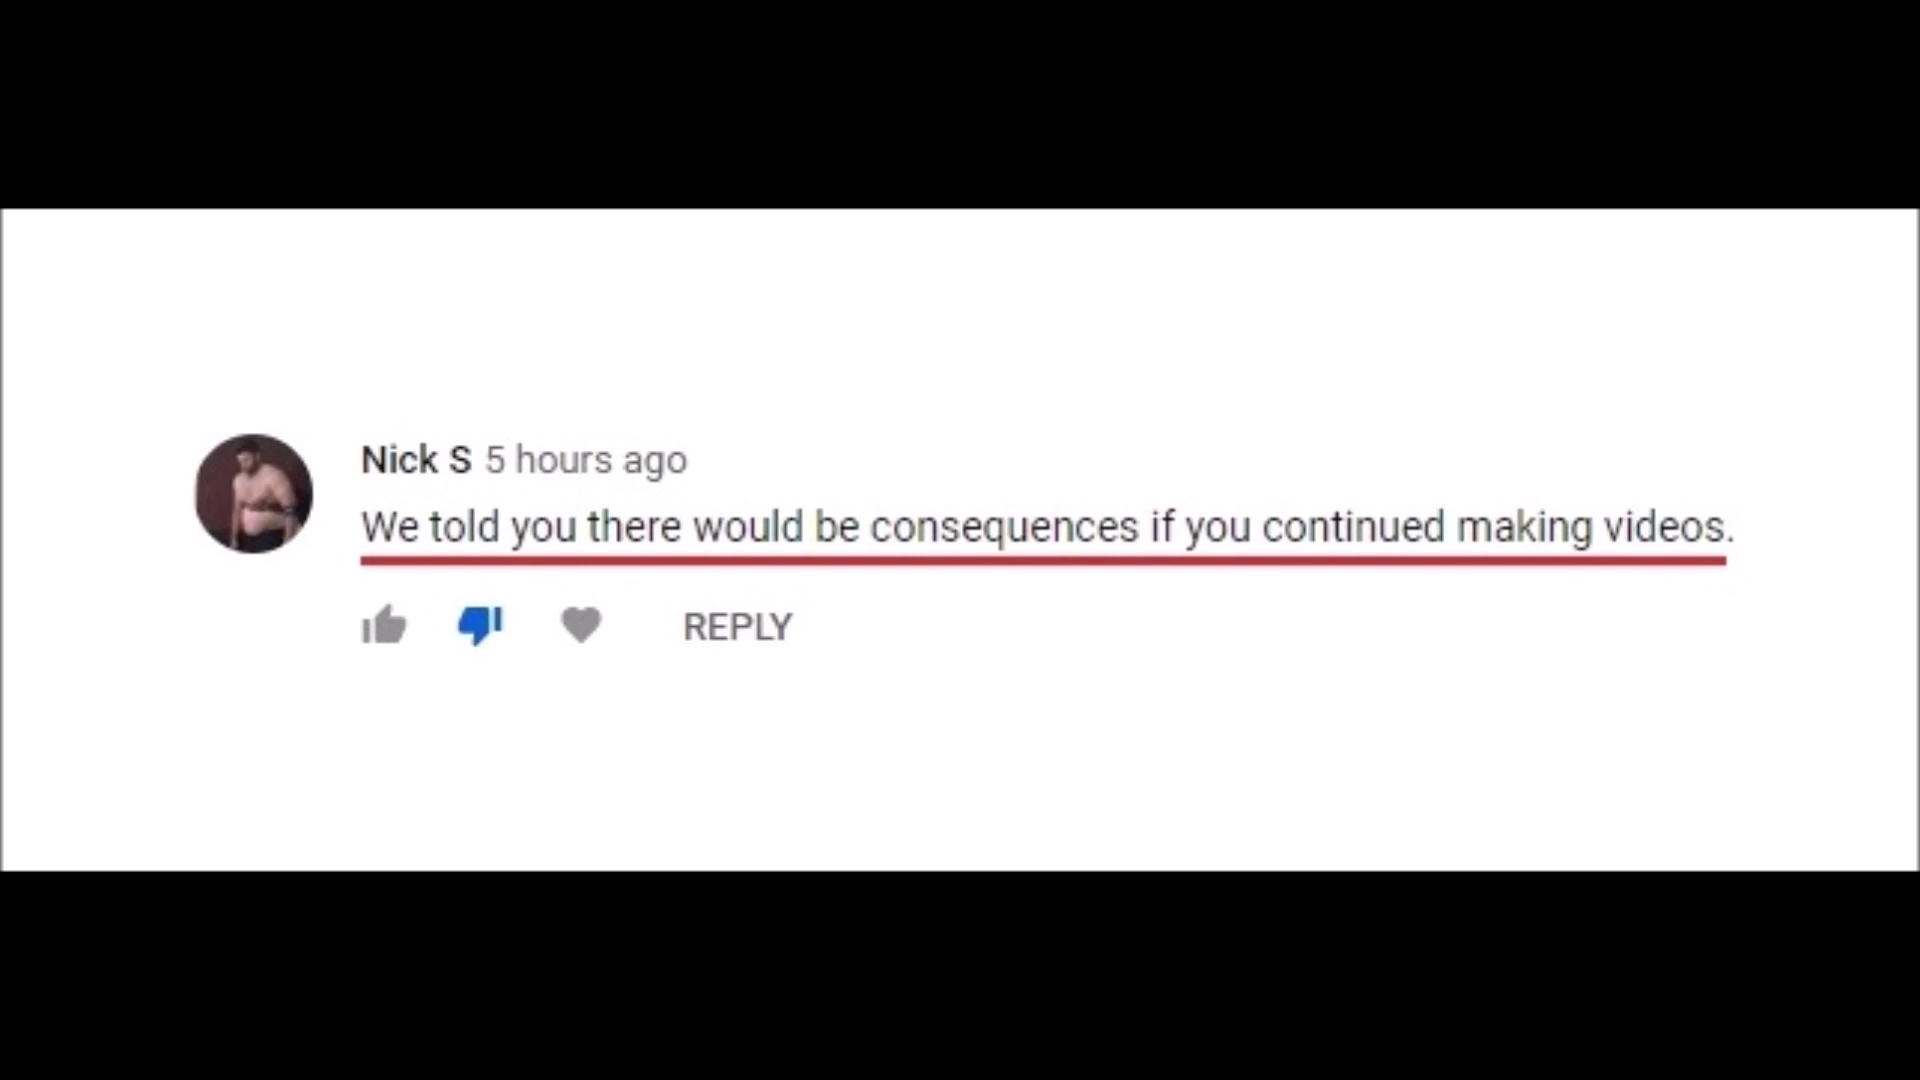 Nick S 5 hours ago
We told you there would be consequences if you continued making videos.
REPLY